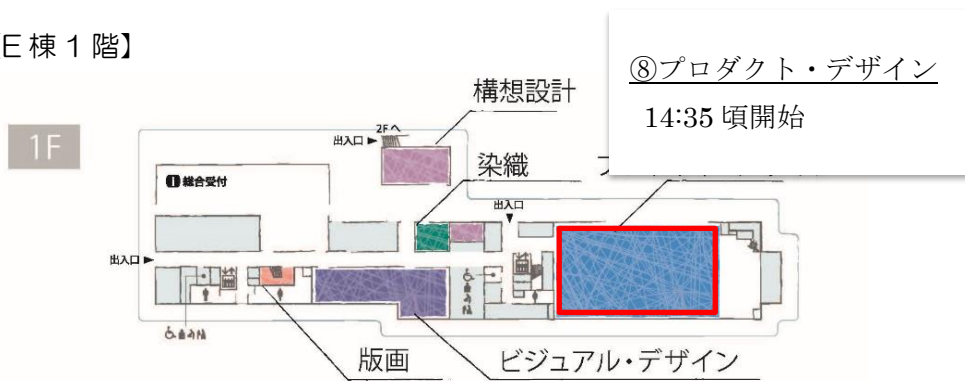 E棟1階】
⑧プロダクト・デザイン
14:35 頃開始
構想設計
1F
2Fへ
出入口
染織
総合受付
出入口
出入口
版画
ビジュアル・デザイン